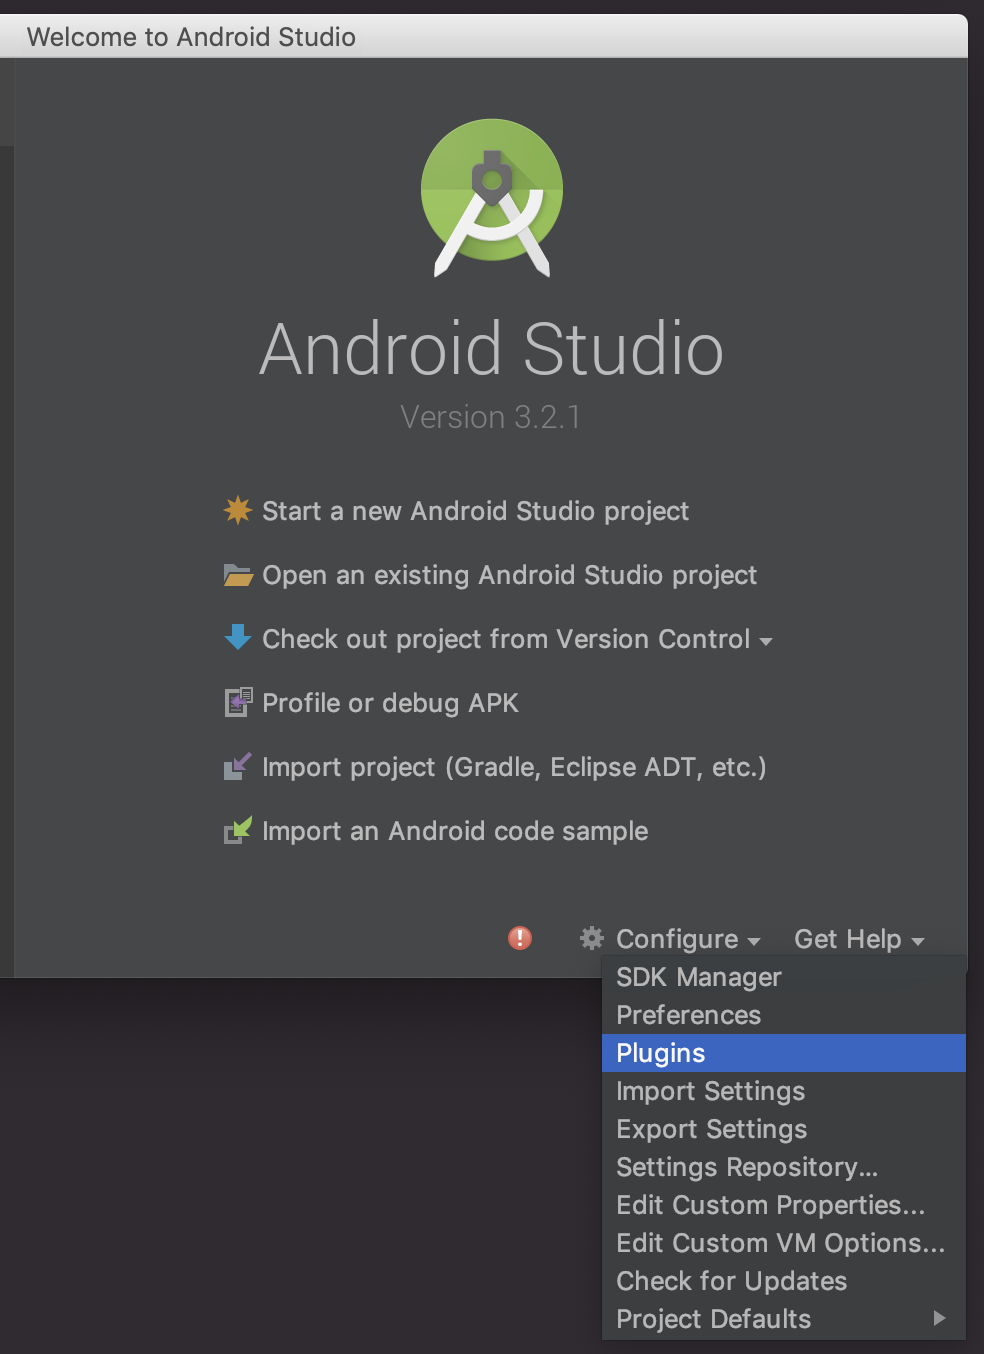 Welcome to Android Studio
Android Studio
Version 3.2.1
Start a new Android Studio project
Open an existing Android Studio project
Check out project from Version Control
Profile or debug APK
Import project (Gradle, Eclipse ADT, etc.)
Import an Android code sample
Configure Get Help
SDK Manager
Preferences
Plugins
Import Settings
Export Settings
Settings Repository...
Edit Custom Properties...
Edit Custom VM Options...
Check for Updates
Project Defaults